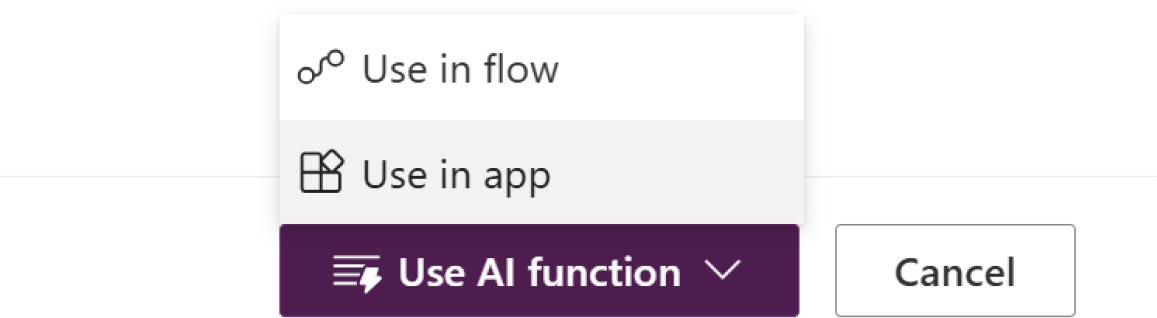 Use in flow
Use in app
Use AI function
Cancel